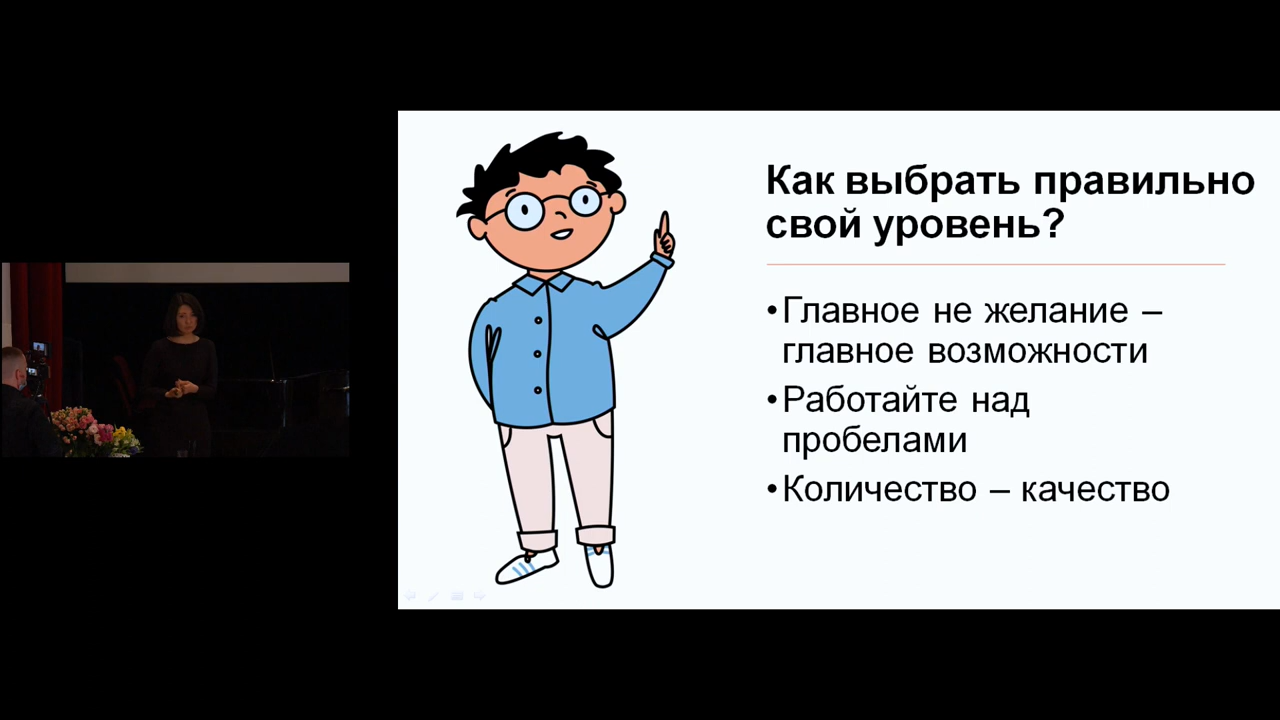 Как выбрать правильно
свой уровень?
•Главное не желание –
главное возможности
•Работайте над
пробелами
•Количество – качество